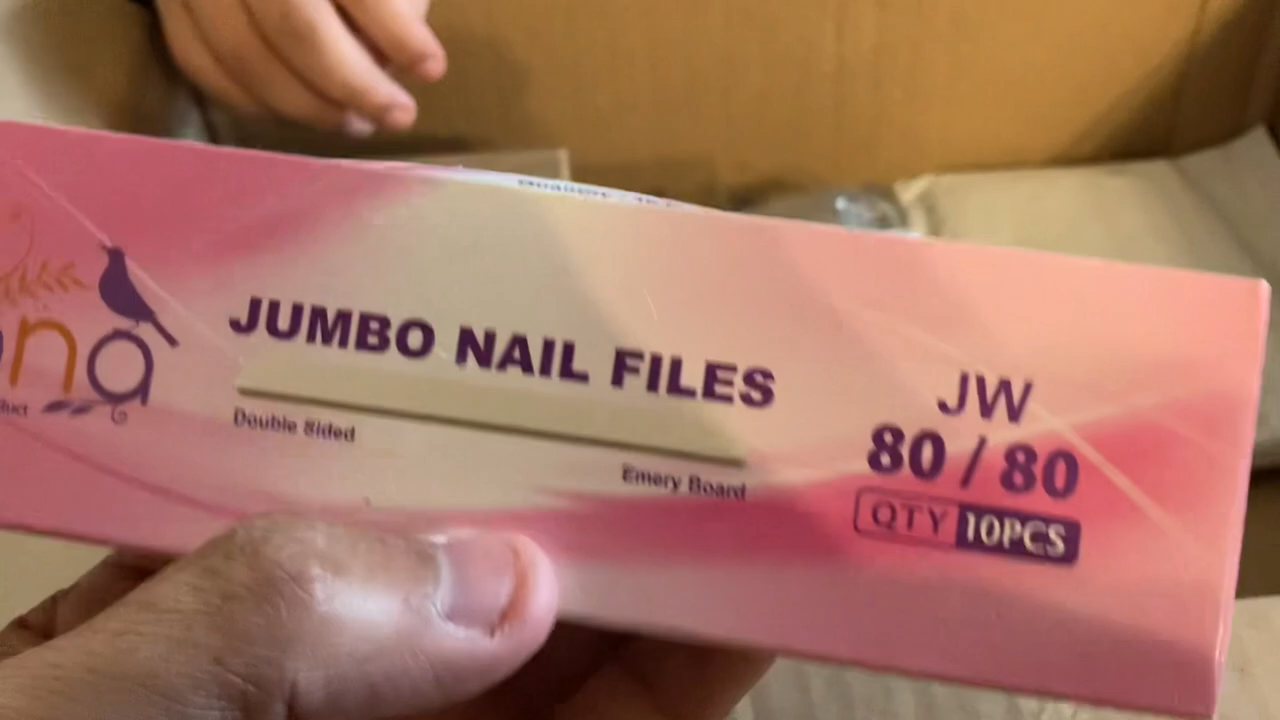 JUMBO NAIL FILES
Double Sided
Emery Board
JW
80 / 80
QTY 10PCS